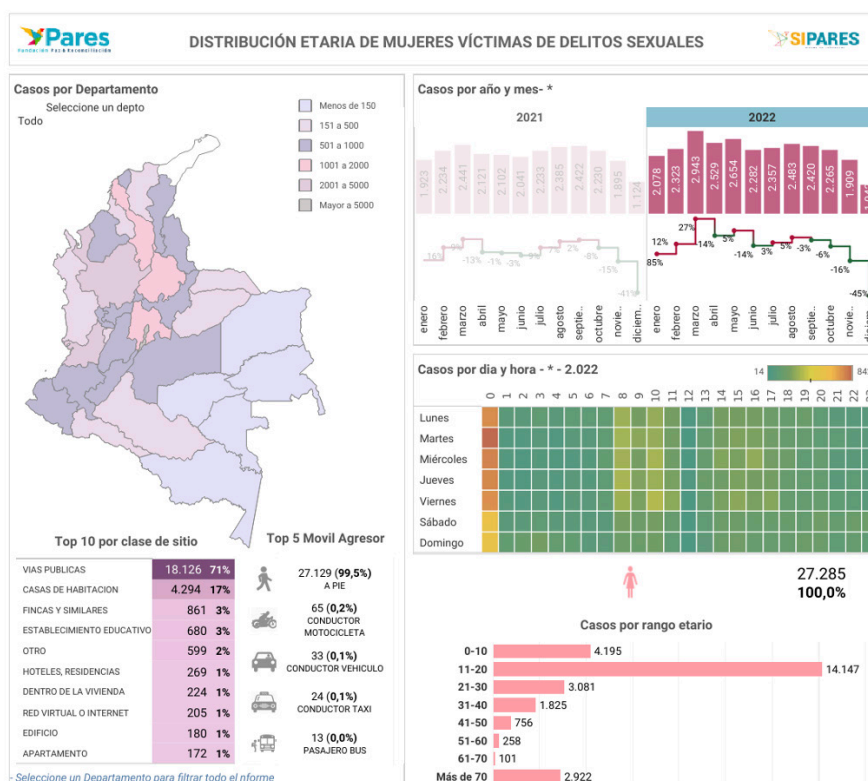 Pares
Fundación Paz & Reconciliación
DISTRIBUCIÓN ETARIA DE MUJERES VÍCTIMAS DE DELITOS SEXUALES
SIPARES
Casos por Departamento
Seleccione un depto
Todo
Menos de 150
151 a 500
501 a 1000
1001 a 2000
2001 a 5000
Mayor a 5000
Casos por año y mes- *
2021
2022
1.923 2.234 2.441 2.121 2.102 2.041 2.233 2.385 2.422 2.230 1.895 1.124
2.078 2.323 2.943 2.529 2.654 2.282 2.357 2.483 2.420 2.265 1.909
16% -13% -1% -3% 2% -8% -15% -41%
85% 12% 27% -14% 5% -14% 3% 5% -3% -6% -16% -45%
enero febrero marzo abril mayo junio julio agosto septie.. octubre novie.. diciem..
enero febrero marzo abril mayo junio julio agosto septie.. octubre novie..
Casos por dia y hora - * - 2.022
14
0 1 2 3 4 5 6 7 8 9 10 11 12 13 14 15 16 17 18 19 20 21 22
Lunes
Martes
Miércoles
Jueves
Viernes
Sábado
Domingo
Top 10 por clase de sitio
VIAS PUBLICAS 18.126 71%
CASAS DE HABITACION 4.294 17%
FINCAS Y SIMILARES 861 3%
ESTABLECIMIENTO EDUCATIVO 680 3%
OTRO 599 2%
HOTELES, RESIDENCIAS 269 1%
DENTRO DE LA VIVIENDA 224 1%
RED VIRTUAL O INTERNET 205 1%
EDIFICIO 180 1%
APARTAMENTO 172 1%
Top 5 Movil Agresor
27.129 (99,5%)
A PIE
65 (0,2%)
CONDUCTOR
MOTOCICLETA
33 (0,1%)
CONDUCTOR VEHICULO
24 (0,1%)
CONDUCTOR TAXI
13 (0,0%)
PASAJERO BUS
27.285
100,0%
Casos por rango etario
0-10 4.195
11-20 14.147
21-30 3.081
31-40 1.825
41-50 756
51-60 258
61-70 101
Más de 70 2.922
- Seleccione un Departamento para filtrar todo el nforme